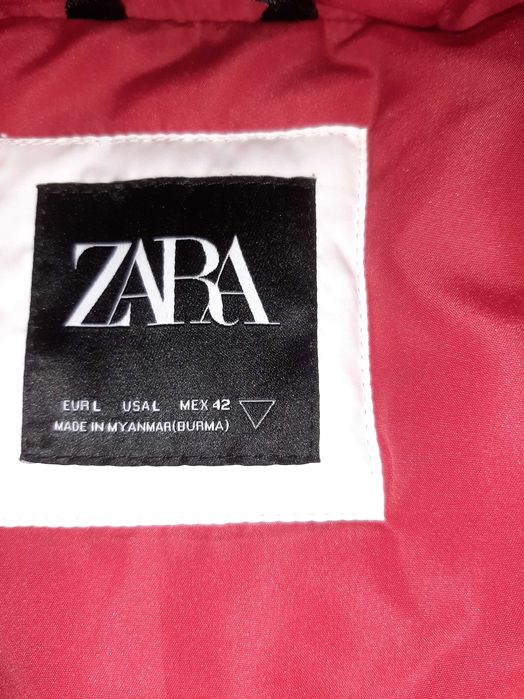 ZARA
EUR L USA L MEX 42
MADE IN MYANMAR(BURMA)